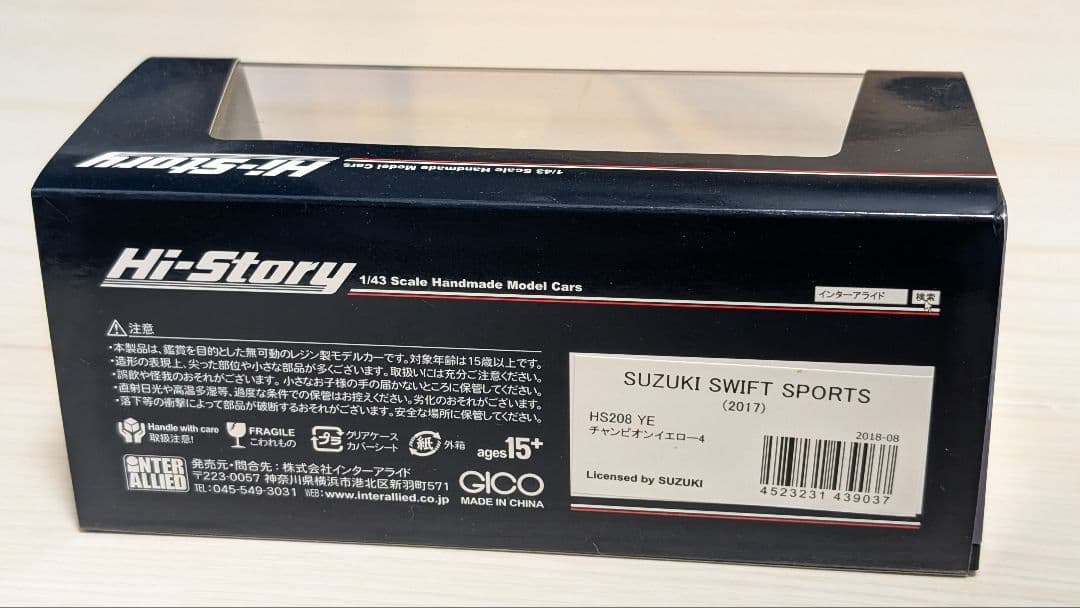 Hi-Story
1/43 Scale Handmade Model Cars
Hi-Story
1/43 Scale Handmade Model Cars
インターアライド 検索
注意
・本製品は、鑑賞を目的とした無可動のレジン製モデルカーです。対象年齢は15歳以上です。
・造形の表現上、尖った部位や小さな部品が多くございます。取扱いには充分ご注意ください。
・誤飲や怪我のおそれがございます。小さなお子様の手の届かないところに保管してください。
・直射日光や高温多湿等、過度な条件での保管はお控えください。劣化のおそれがございます。
・落下等の衝撃によって部品が破断するおそれがございます。安全な場所に保管してください。
Handle with care
取扱注意!
FRAGILE
こわれもの
プラ
クリアケース
カバーシート
紙
外箱
ages15+
INTER
ALLIED
発売元・問合先:株式会社インターアライド
〒223-0057 神奈川県横浜市港北区新羽町571
TEL:045-549-3031 WEB:www.interallied.co.jp
GICO
MADE IN CHINA
SUZUKI SWIFT SPORTS
(2017)
HS208 YE
チャンピオンイエロー4
2018-08
Licensed by SUZUKI
4523231 439037